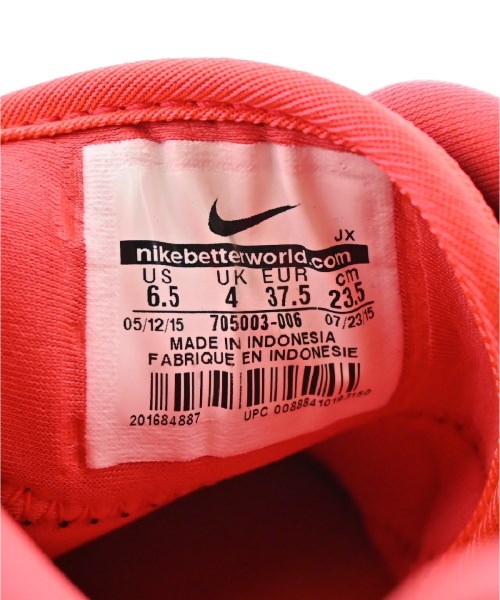 JX
nikebetterworld.com
US UK EUR cm
6.5 4 37.5 23.5
05/12/15 705003-006 07/23/15
MADE IN INDONESIA
FABRIQUE EN INDONESIE
201684887 UPC